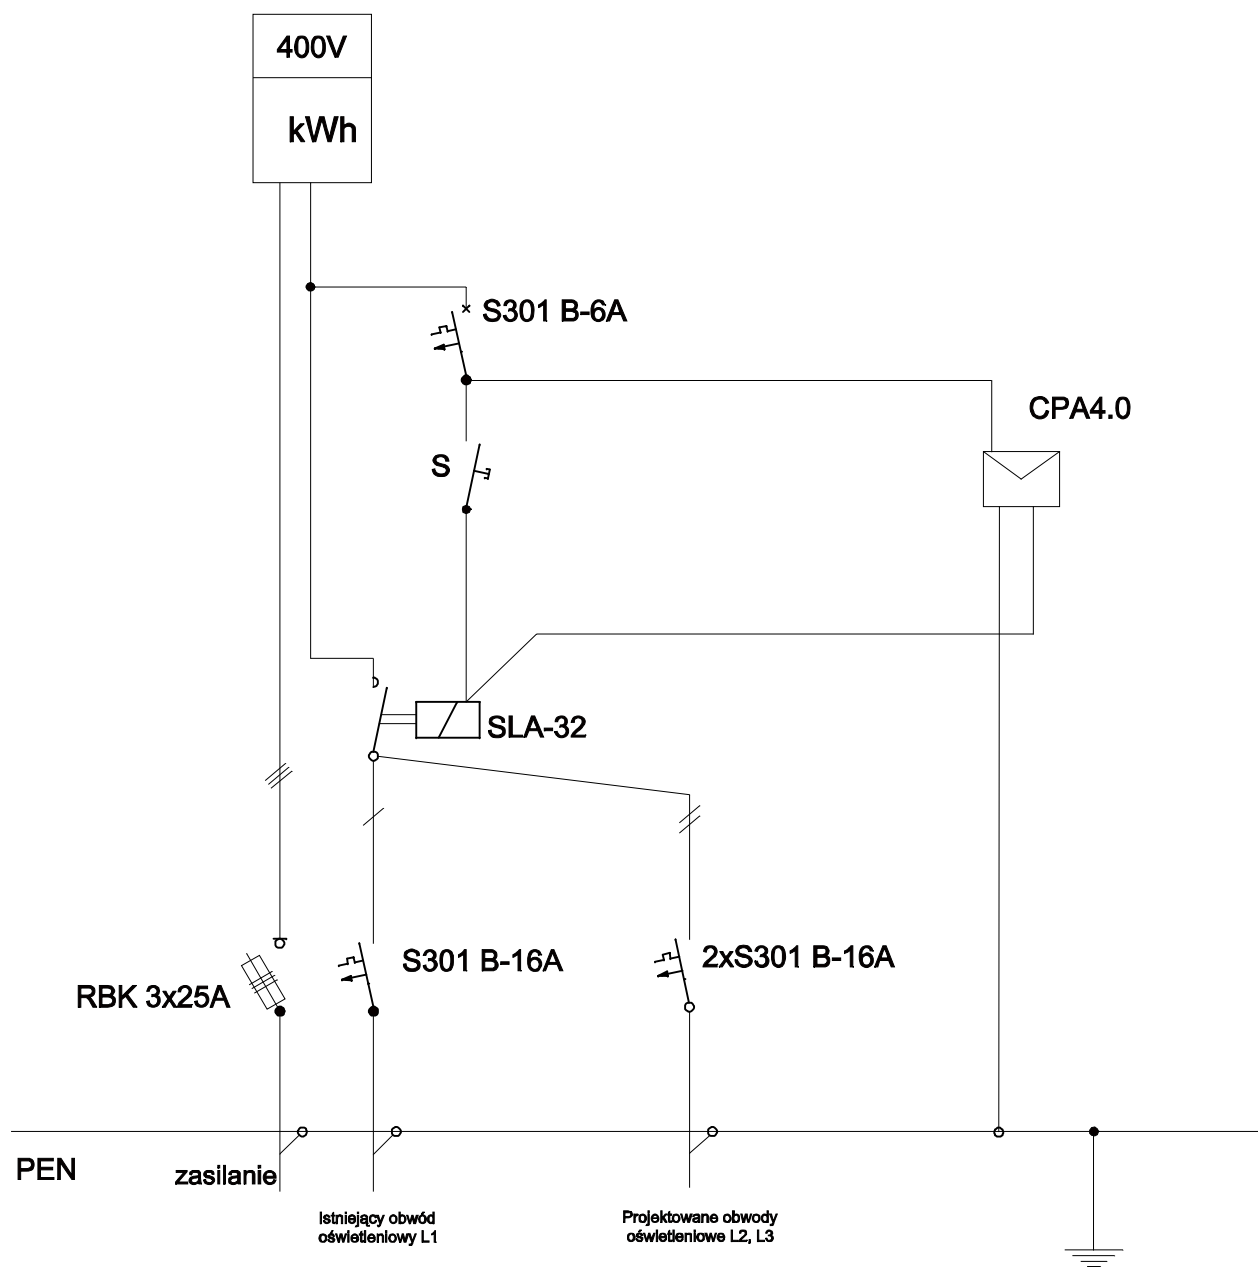 400V
kWh
S301 B-6A
CPA4.0
S
SLA-32
S301 B-16A
2xS301 B-16A
RBK 3x25A
PEN
zasilanie
Istniejący obwód
oświetleniowy L1
Projektowane obwody
oświetleniowe L2, L3